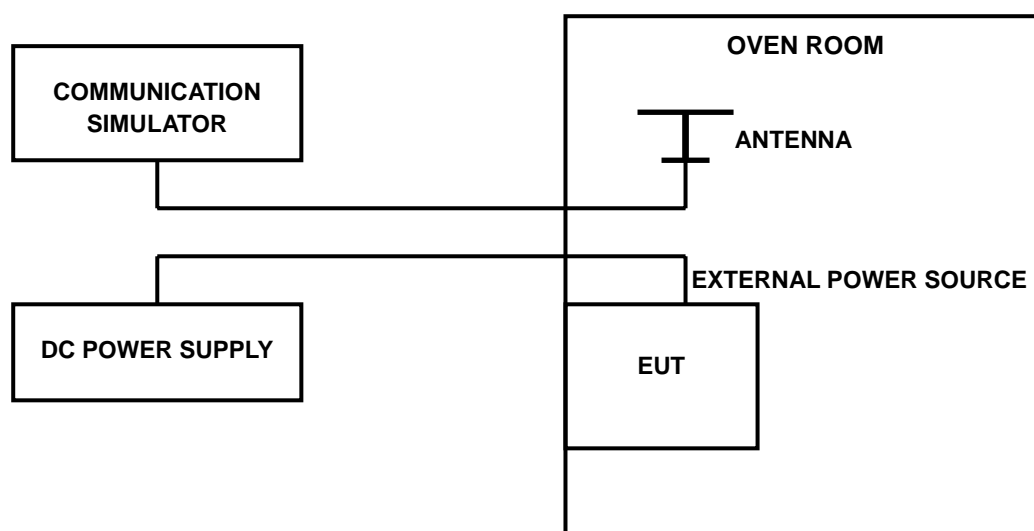 OVEN ROOM
COMMUNICATION
SIMULATOR
ANTENNA
EXTERNAL POWER SOURCE
DC POWER SUPPLY
EUT